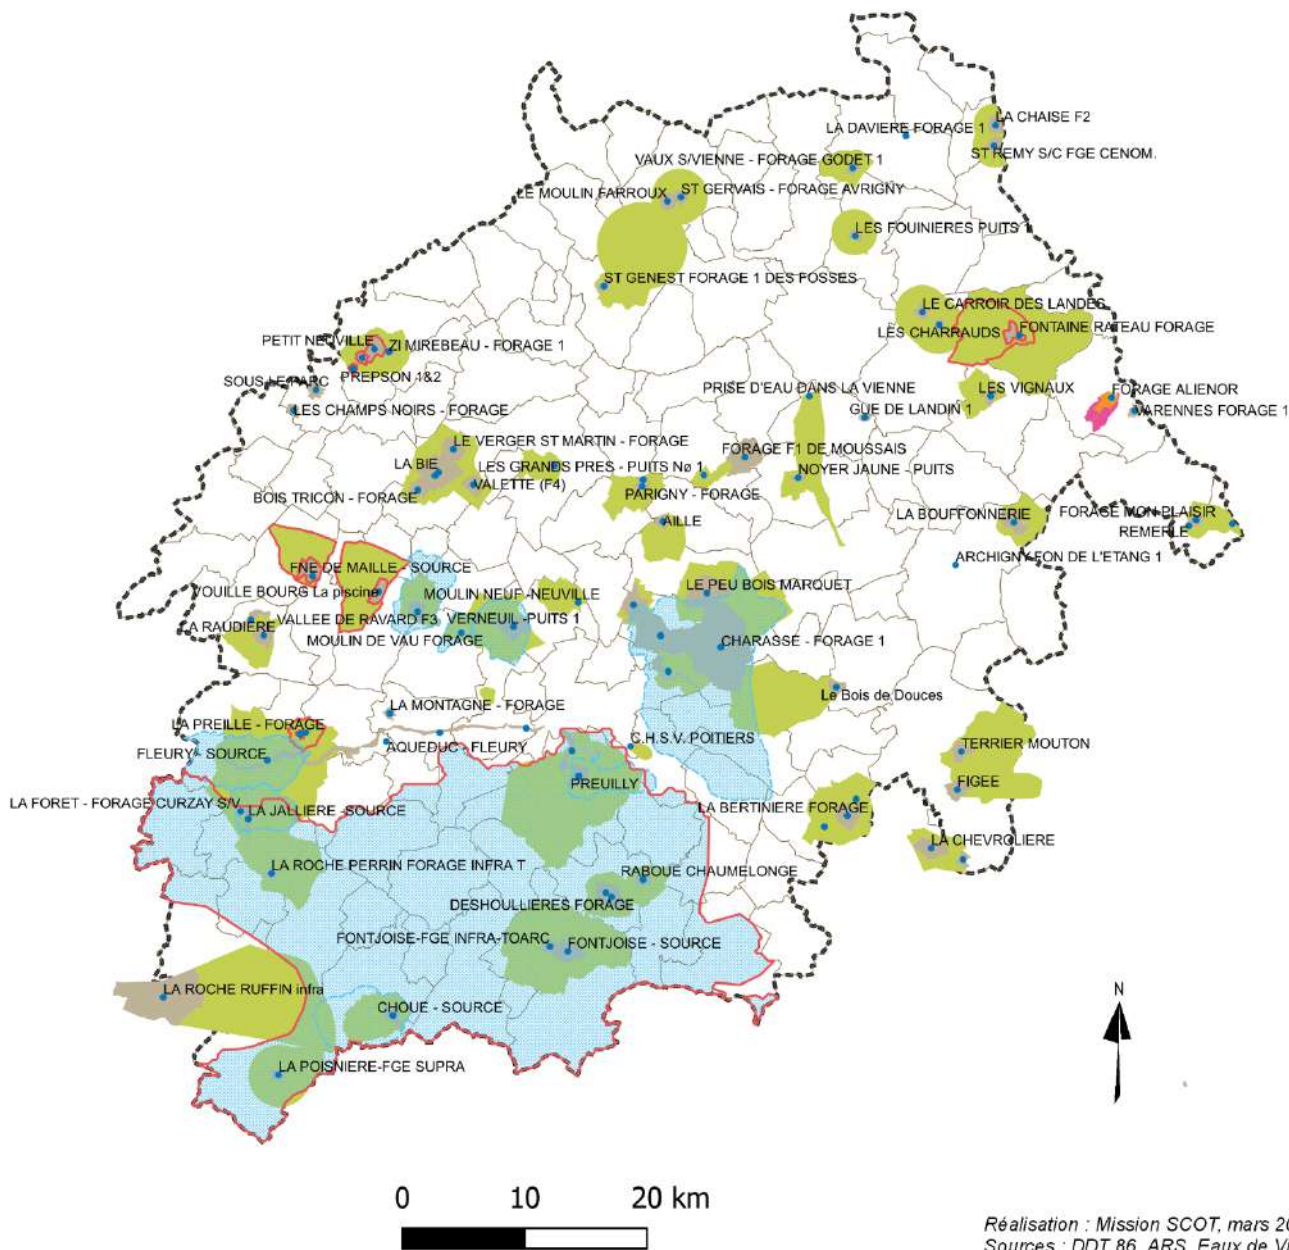 LA CHAISE F2
LA DAVIERE FORAGE 1
ST REMY S/C FGE CENOM.
VAUX S/VIENNE - FORAGE GODET 1
LE MOULIN FARROUX
ST GERVAIS - FORAGE AVRIGNY
LES FOUINIERES PUITS 1
ST GENEST FORAGE 1 DES FOSSES
LE CARROIR DES LANDES
LES CHARRAUDS
FONTAINE RATEAU FORAGE
PETIT NEUVILLE
ZI MIREBEAU - FORAGE 1
PREPSON 1&2
SOUS LE PARC
LES CHAMPS NOIRS - FORAGE
PRISE D'EAU DANS LA VIENNE
LES VIGNAUX
FORAGE ALIENOR
GUE DE LANDIN 1
VARENNES FORAGE 1
LE VERGER ST MARTIN - FORAGE
FORAGE F1 DE MOUSSAIS
LA BIE
LES GRANDS PRES - PUITS Nø 1
NOYER JAUNE - PUITS
VALETTE (F4)
BOIS TRICON - FORAGE
PARIGNY - FORAGE
AILLE
LA BOUFFONNERIE
FORAGE MON PLAISIR
REMERLE
ARCHIGNY FON DE L'ETANG 1
FNE DE MAILLE - SOURCE
VOUILLE BOURG La piscine
MOULIN NEUF -NEUVILLE
LE PEU BOIS MARQUET
VALLEE DE RAVARD F3
VERNEUIL -PUITS 1
LA RAUDIERE
MOULIN DE VAU FORAGE
CHARASSE - FORAGE 1
Le Bois de Douces
LA MONTAGNE - FORAGE
LA PREILLE - FORAGE
AQUEDUC - FLEURY
C.H.S.V. POITIERS
FLEURY - SOURCE
TERRIER MOUTON
PREUILLY
FIGEE
LA FORET - FORAGE CURZAY S/V
LA JALLIERE -SOURCE
LA BERTINIERE FORAGE
LA CHEVROLIERE
LA ROCHE PERRIN FORAGE INFRA T
RABOUE CHAUMELONGE
DESHOULLIERES FORAGE
FONTJOISE-FGE INFRA-TOARC
FONTJOISE - SOURCE
LA ROCHE RUFFIN infra
CHOUE - SOURCE
LA POISNIERE-FGE SUPRA
N
0 10 20 km
Réalisation : Mission SCOT, mars 20
Sources : DDT 86, ARS, Eaux de Vi